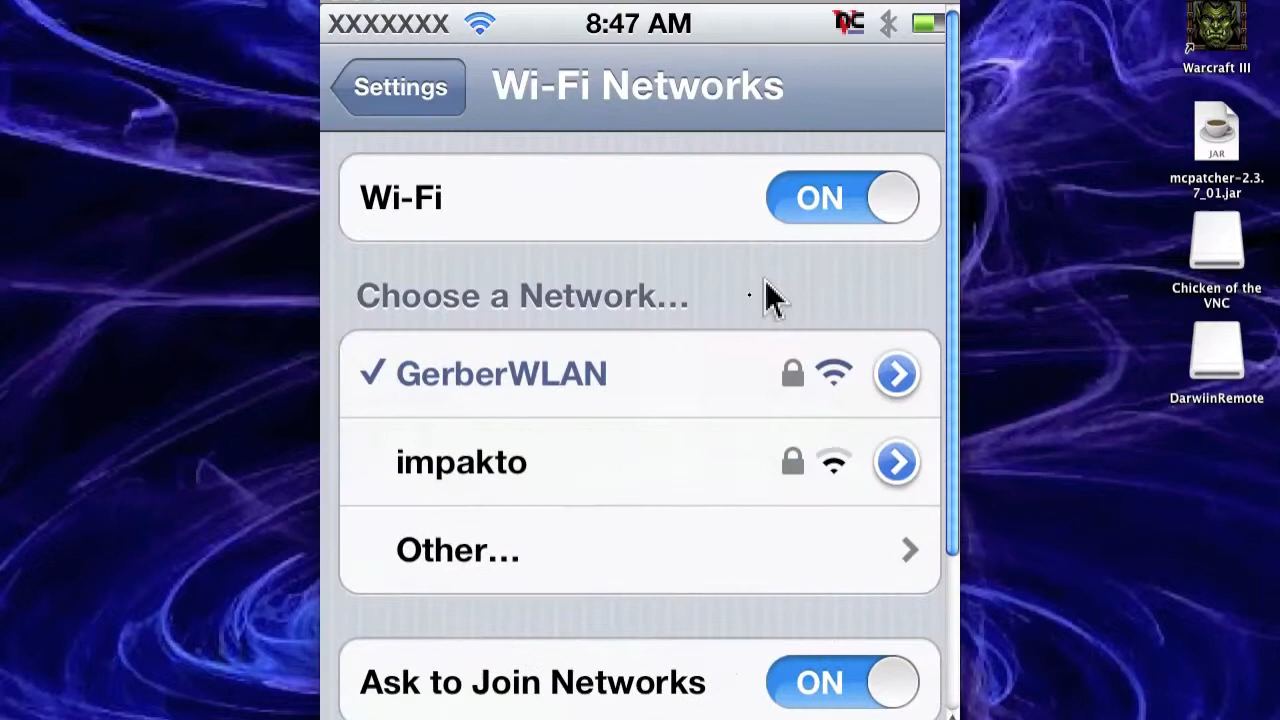 XXXXXXX 8:47 AM
Settings Wi-Fi Networks
Wi-Fi ON
Choose a Network...
✓ GerberWLAN
impakto
Other...
Ask to Join Networks ON
Warcraft III
JAR
mcpatcher-2.3.
7_01.jar
Chicken of the
VNC
DarwiinRemote